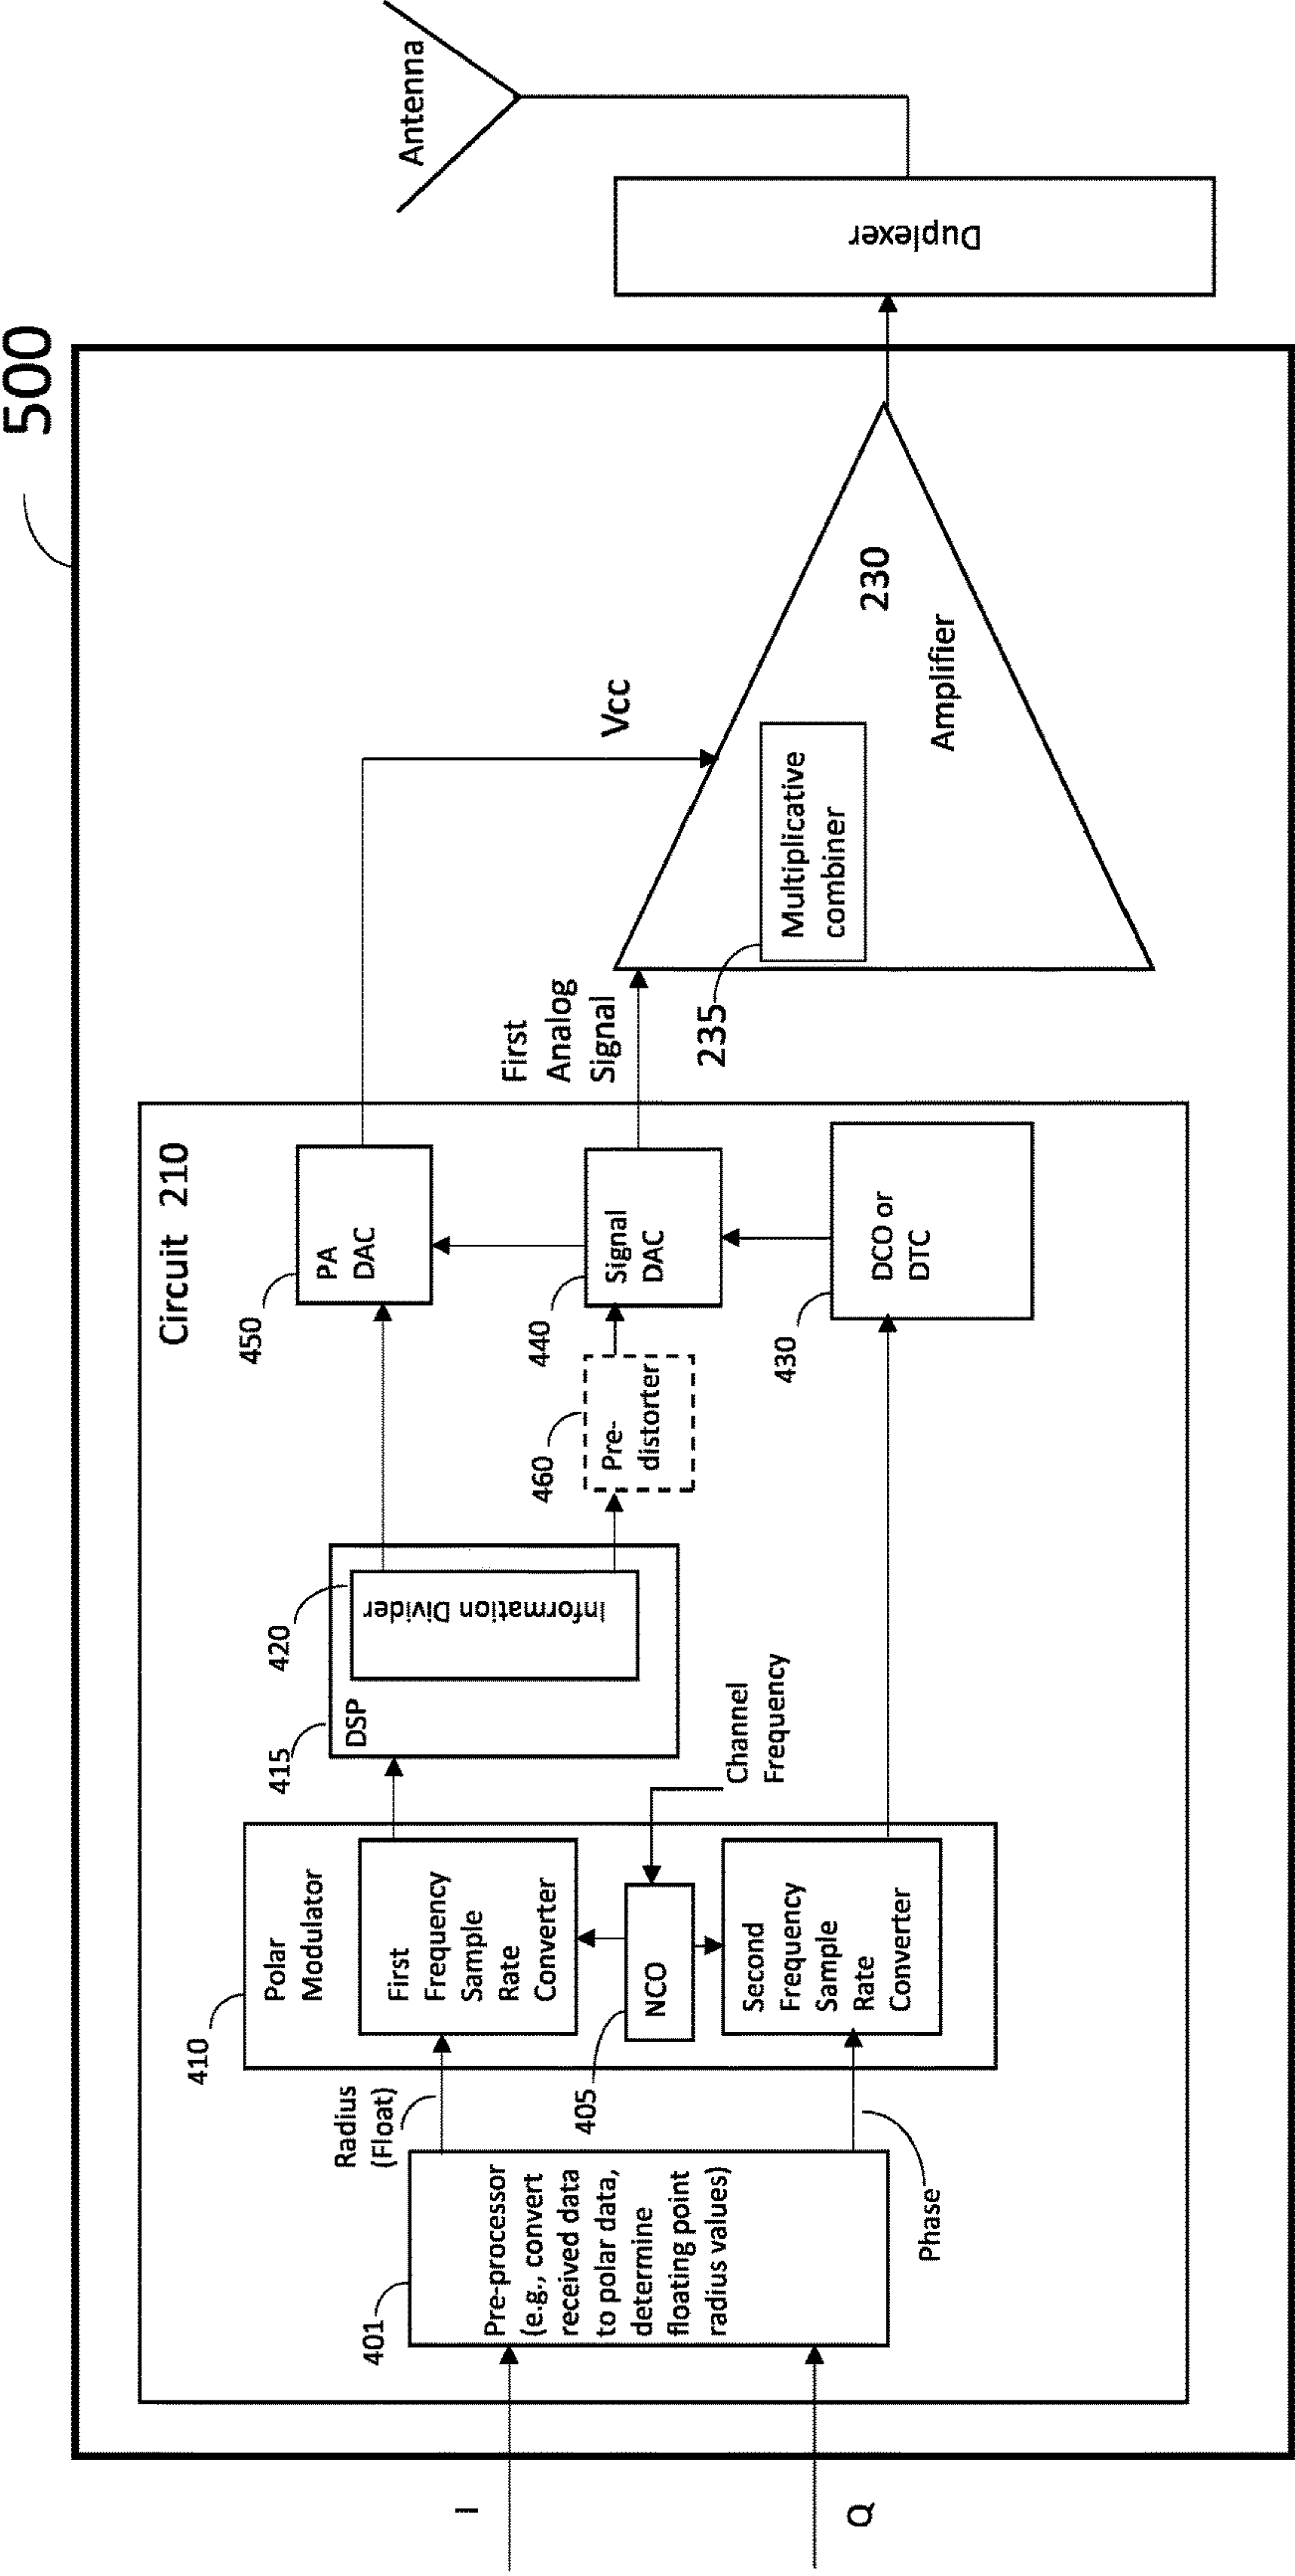 500
Circuit 210
I
Q
401
Pre-processor
(e.g., convert
received data
to polar data,
determine
floating point
radius values)
Radius
(Float)
Phase
410
Polar
Modulator
First
Frequency
Sample
Rate
Converter
405
NCO
Second
Frequency
Sample
Rate
Converter
Channel
Frequency
415
DSP
420
Information Divider
460
Pre-
distorter
450
PA
DAC
440
Signal
DAC
430
DCO or
DTC
First
Analog
Signal
Vcc
235
Multiplicative
combiner
Amplifier
230
Duplexer
Antenna